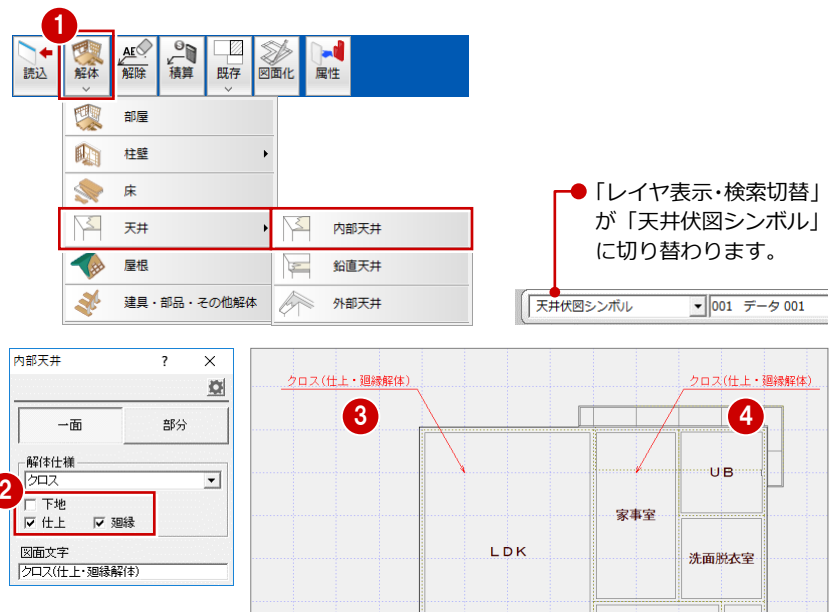 1
読込
解体
AE
解除
積算
既存
図面化
属性
部屋
柱壁
床
天井
内部天井
屋根
鉛直天井
建具・部品・その他解体
外部天井
「レイヤ表示・検索切替」
が「天井伏図シンボル」
に切り替わります。
天井伏図シンボル
001 データ 001
内部天井 ? ×
一面
部分
解体仕様
クロス
2
下地
仕上
廻縁
図面文字
クロス(仕上・廻縁解体)
クロス(仕上・廻縁解体)
クロス(仕上・廻縁解体)
3
4
UB
家事室
LDK
洗面脱衣室